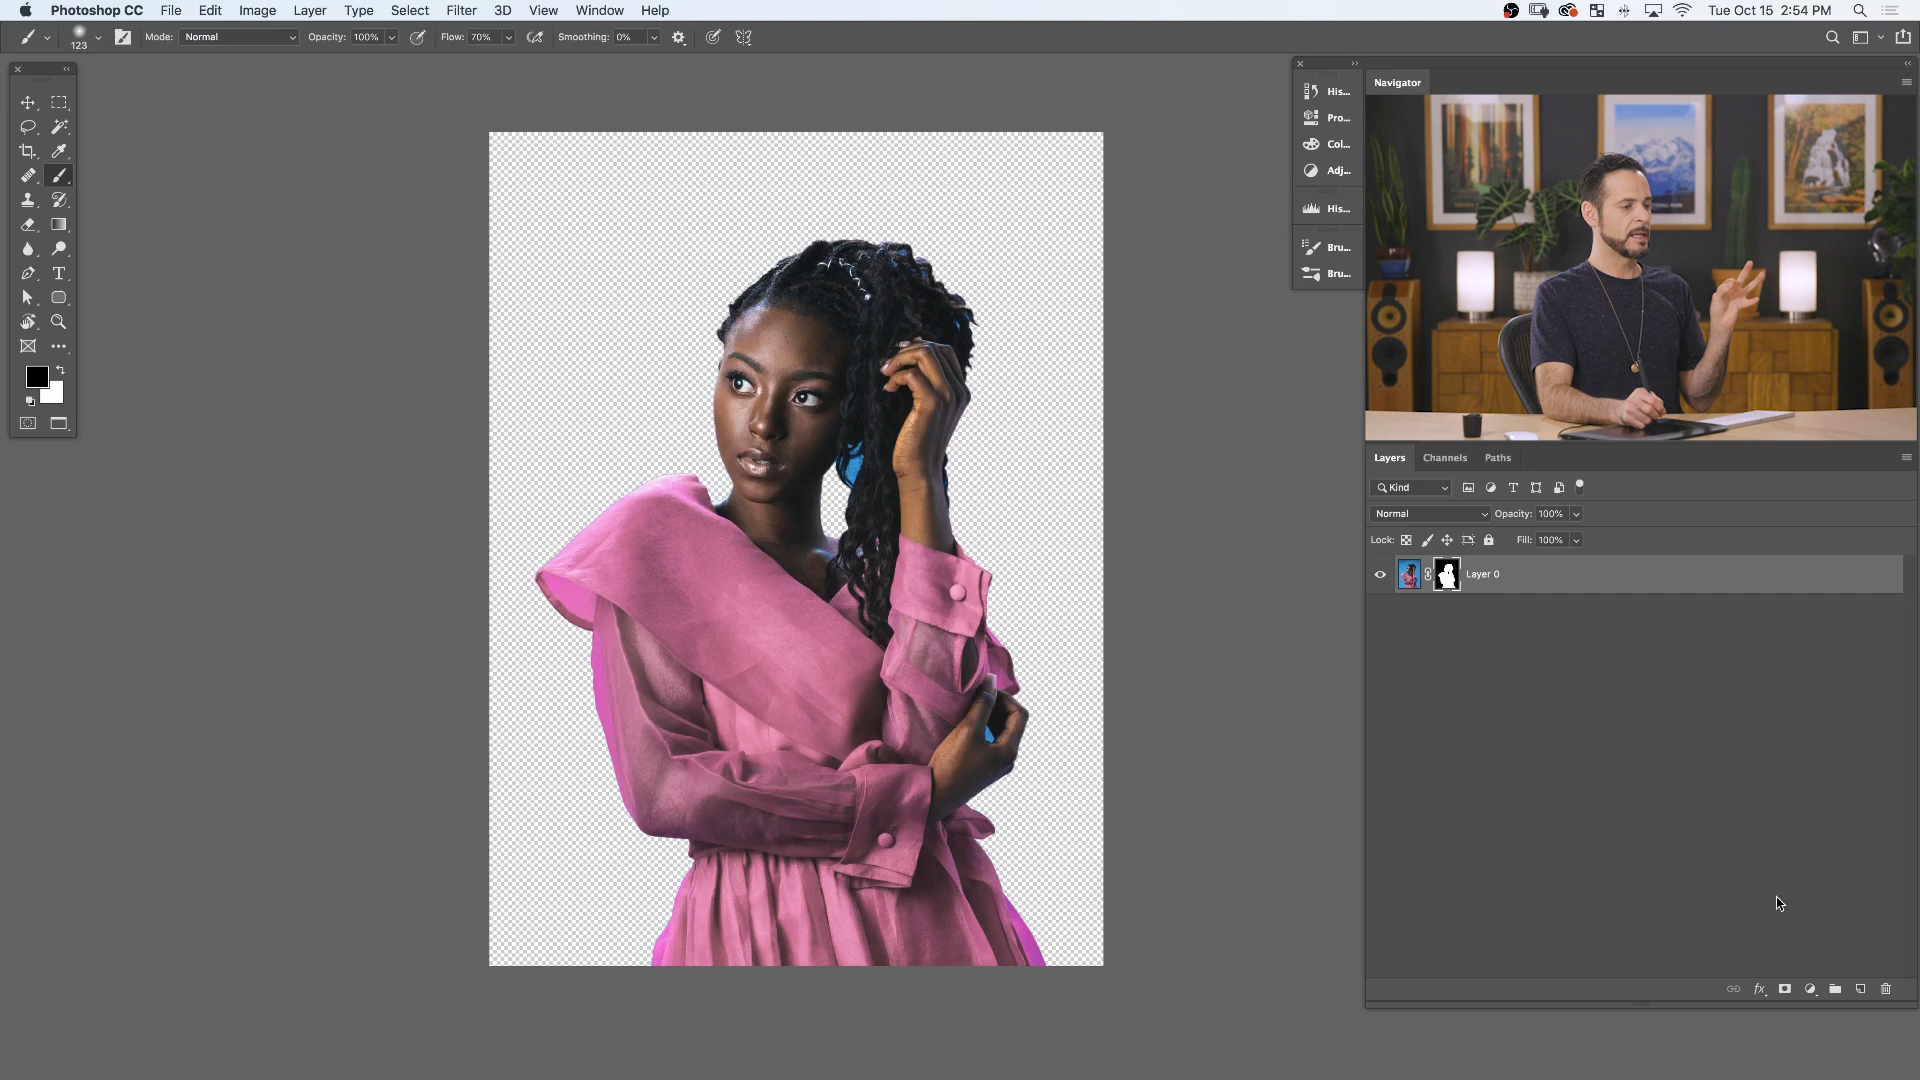 Photoshop CC File Edit Image Layer Type Select Filter 3D View Window Help Tue Oct 15 2:54 PM
123 Mode: Normal Opacity: 100% Flow: 70% Smoothing: 0%
His...
Pro...
Col...
Adj...
His...
Bru...
Bru...
Navigator
Layers Channels Paths
Kind
Normal Opacity: 100%
Lock: Fill: 100%
Layer 0
fx